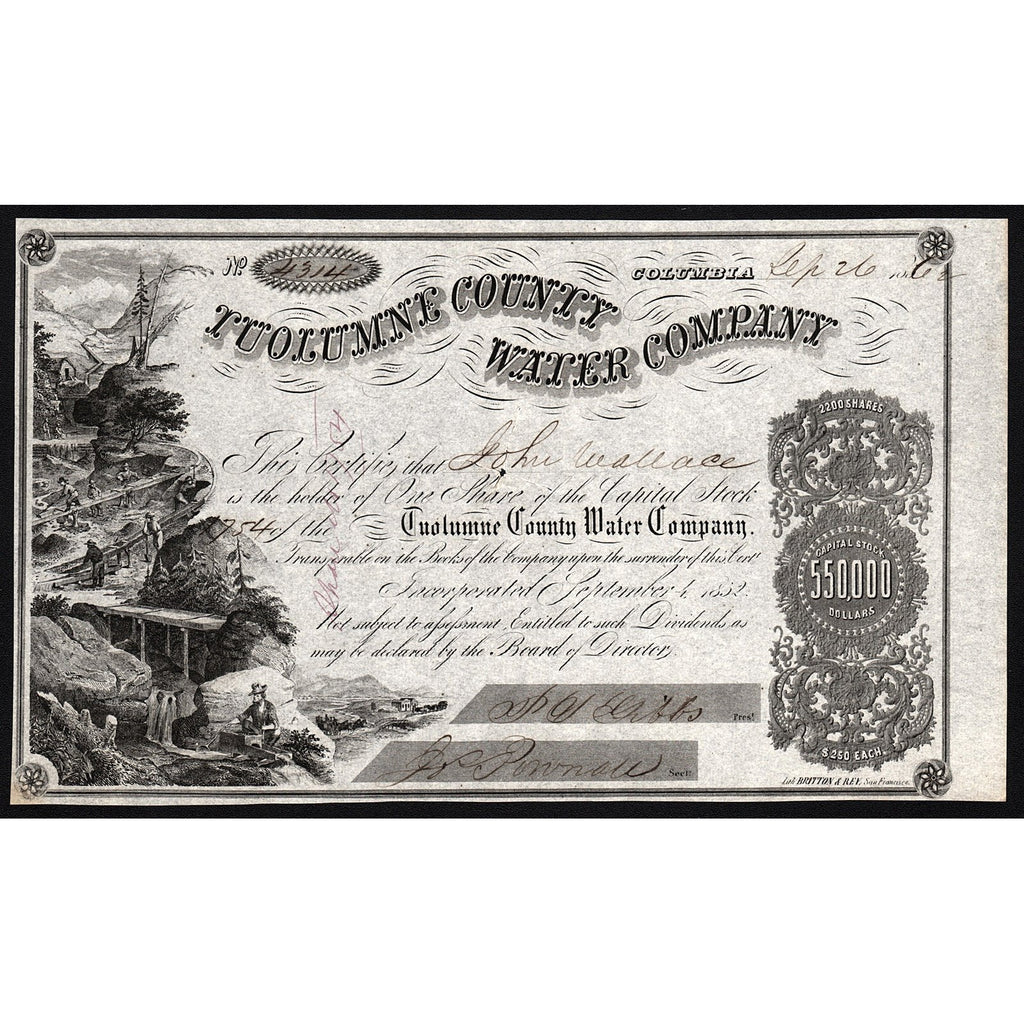 No. 4314
COLUMBIA Sep 26 186
TUOLUMNE COUNTY
WATER COMPANY
This Certifies that John Wallace
is the holder of One Share of the Capital Stock
1754 of the Tuolumne County Water Company.
Transferable on the Books of the Company upon the surrender of this Cert
Incorporated September 4, 1852.
Not subject to assessment Entitled to such Dividends as
may be declared by the Board of Directors,
Prest
Secty
2200 SHARES
CAPITAL STOCK
550,000
DOLLARS
$250 EACH.
Lith BRITTON & REY, San Francisco.